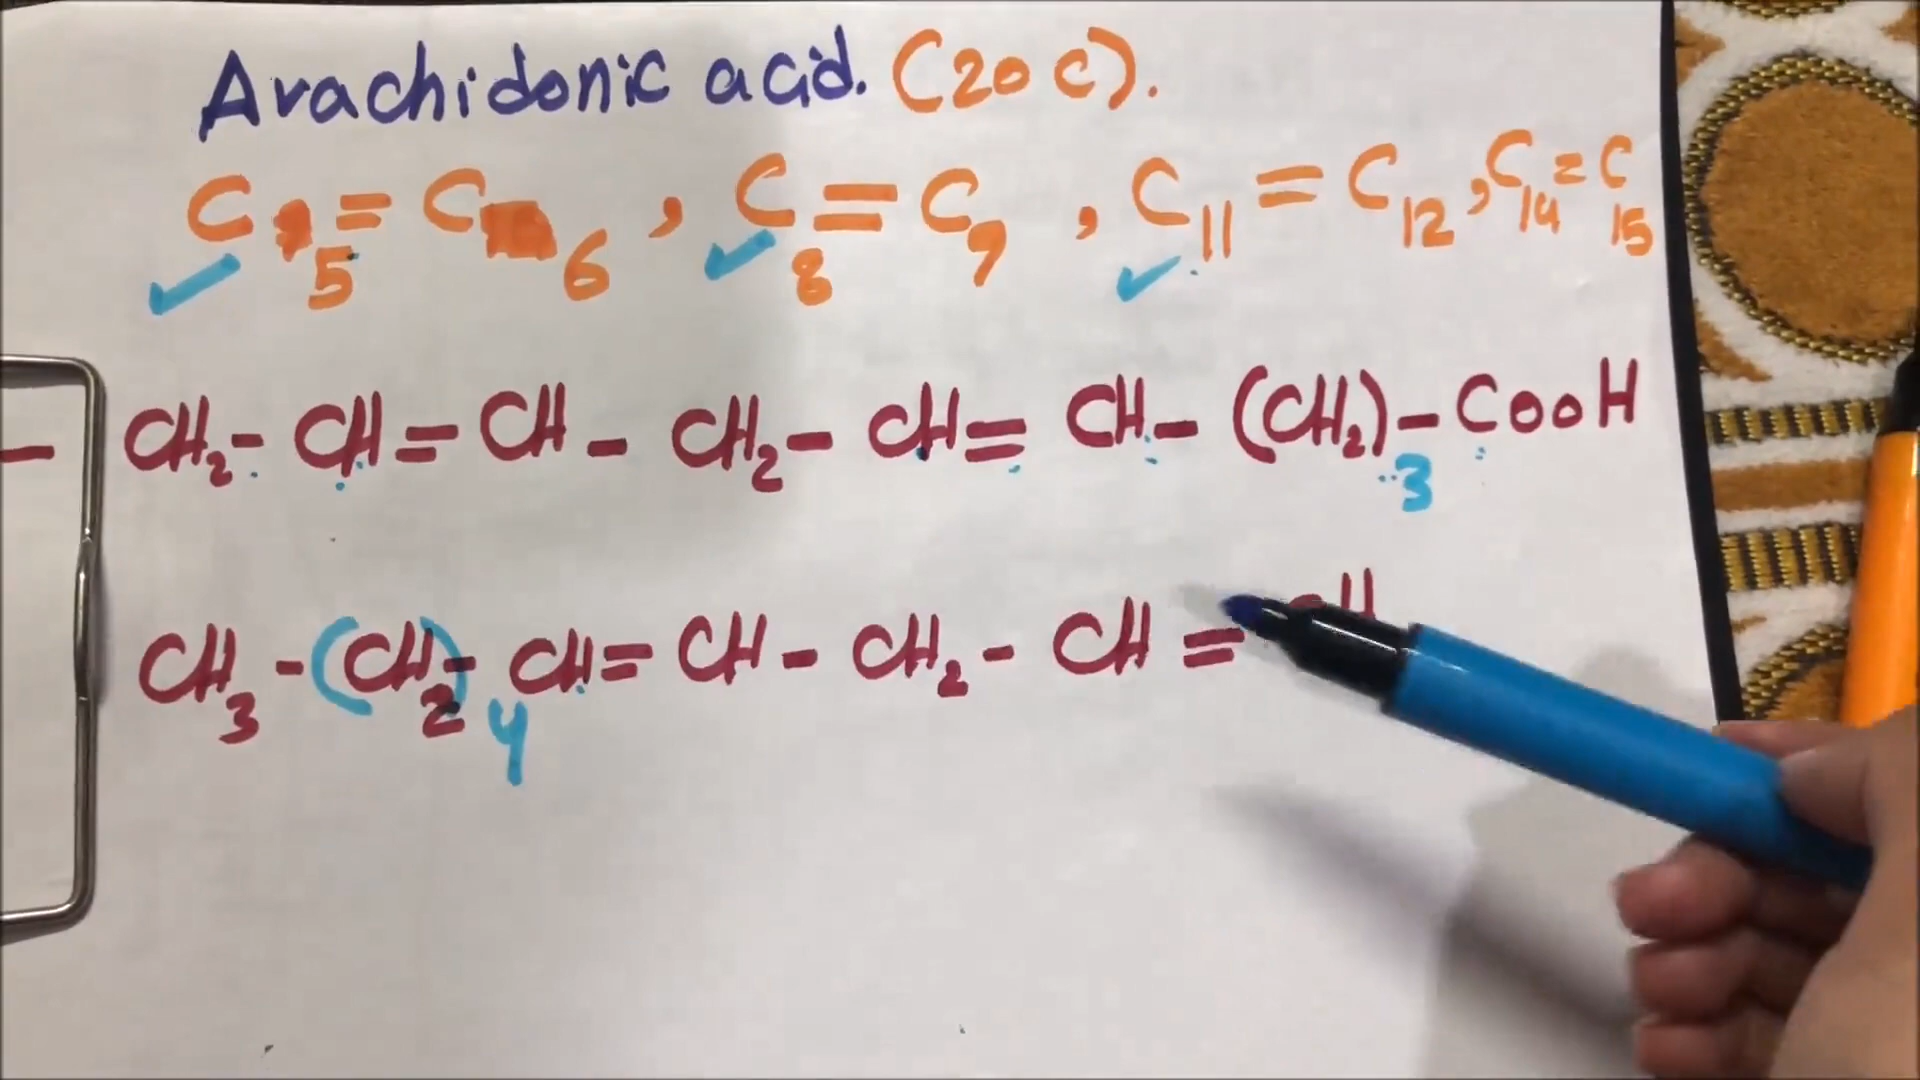 Arachidonic acid. (20 C).
C5 = C6 , C8 = C9 , C11 = C12 , C14 = C15
- CH2 - CH = CH - CH2 - CH = CH - (CH2)3 - COOH
CH3 - (CH2)4 - CH = CH - CH2 - CH = CH